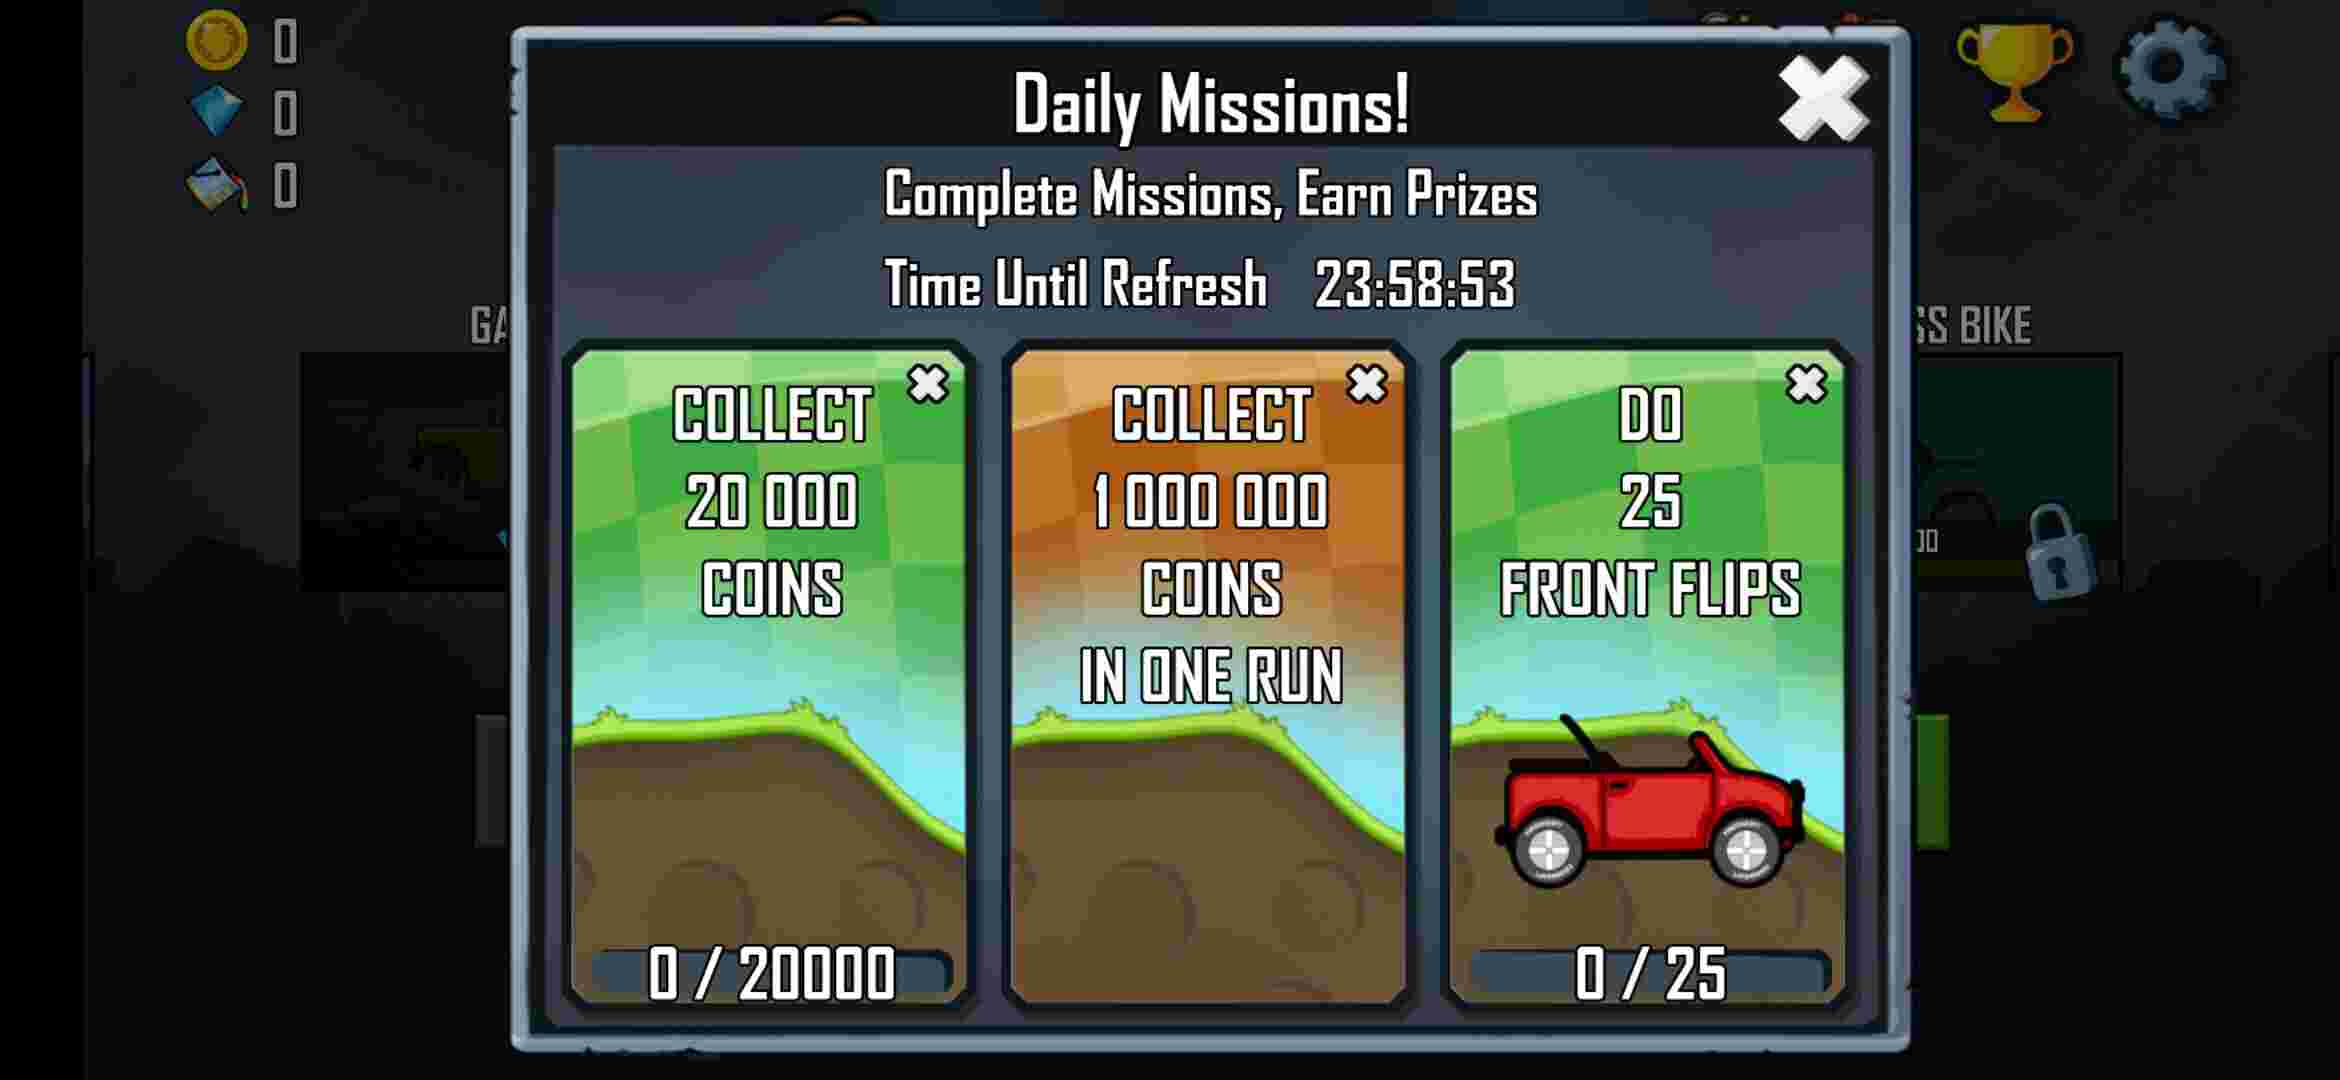 0
0
0
Daily Missions!
Complete Missions, Earn Prizes
Time Until Refresh 23:58:53
GA
SS BIKE
COLLECT
20 000
COINS
0 / 20000
COLLECT
1 000 000
COINS
IN ONE RUN
DO
25
FRONT FLIPS
0 / 25